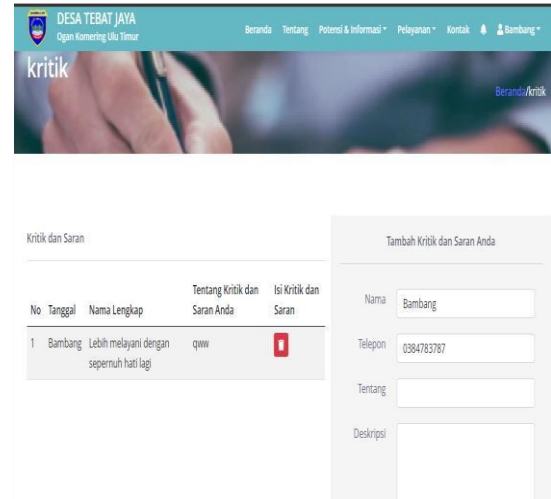 DESA TEBAT JAYA
Ogan Komering Ulu Timur
Beranda Tentang Potensi & Informasi Pelayanan Kontak Bambang
kritik
Beranda/kritik
Kritik dan Saran
No Tanggal Nama Lengkap Tentang Kritik dan Saran Anda Isi Kritik dan Saran
1 Bambang Lebih melayani dengan sepernuh hati lagi qww
Tambah Kritik dan Saran Anda
Nama Bambang
Telepon 0384783787
Tentang
Deskripsi